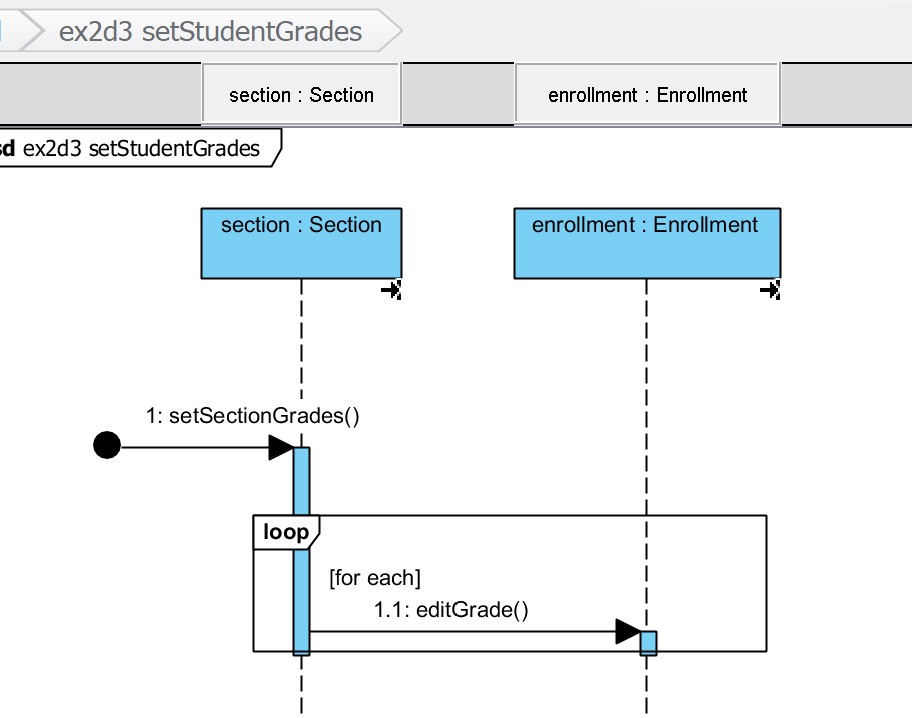 ex2d3 setStudentGrades
section : Section
enrollment : Enrollment
sd ex2d3 setStudentGrades
section : Section
enrollment : Enrollment
1: setSectionGrades()
loop
[for each]
1.1: editGrade()